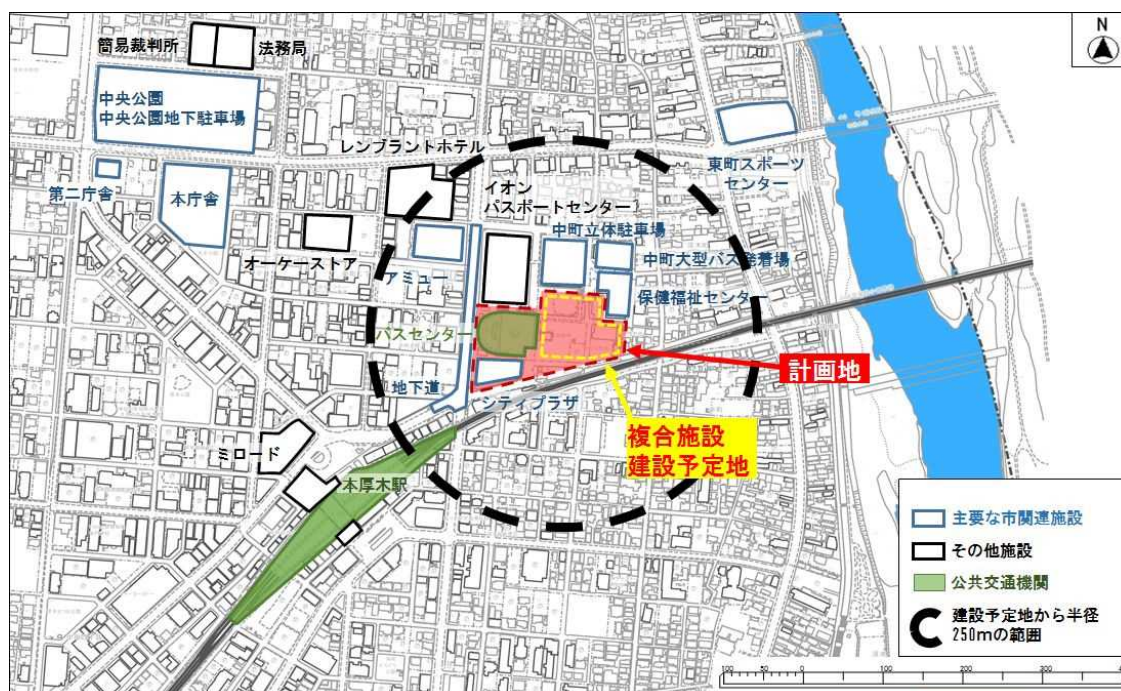 N
簡易裁判所
法務局
中央公園
中央公園地下駐車場
レンブラントホテル
東町スポーツ
センター
第二庁舎
本庁舎
イオン
パスポートセンター
中町立体駐車場
オーケーストア
アミュー
中町大型バス発着場
保健福祉センター
バスセンター
計画地
地下道
シティプラザ
複合施設
建設予定地
ミロード
本厚木駅
主要な市関連施設
その他施設
公共交通機関
建設予定地から半径
250mの範囲
100 50 0 100 200 300